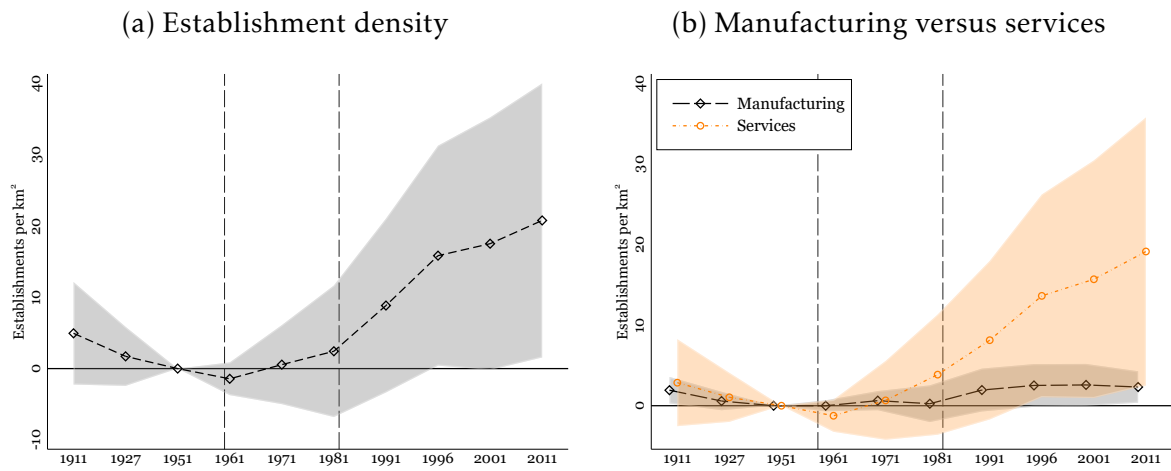 (a) Establishment density
Establishments per km²
40
30
20
10
0
-10
1911 1927 1951 1961 1971 1981 1991 1996 2001 2011
(b) Manufacturing versus services
Manufacturing
Services
Establishments per km²
40
30
20
10
0
1911 1927 1951 1961 1971 1981 1991 1996 2001 2011